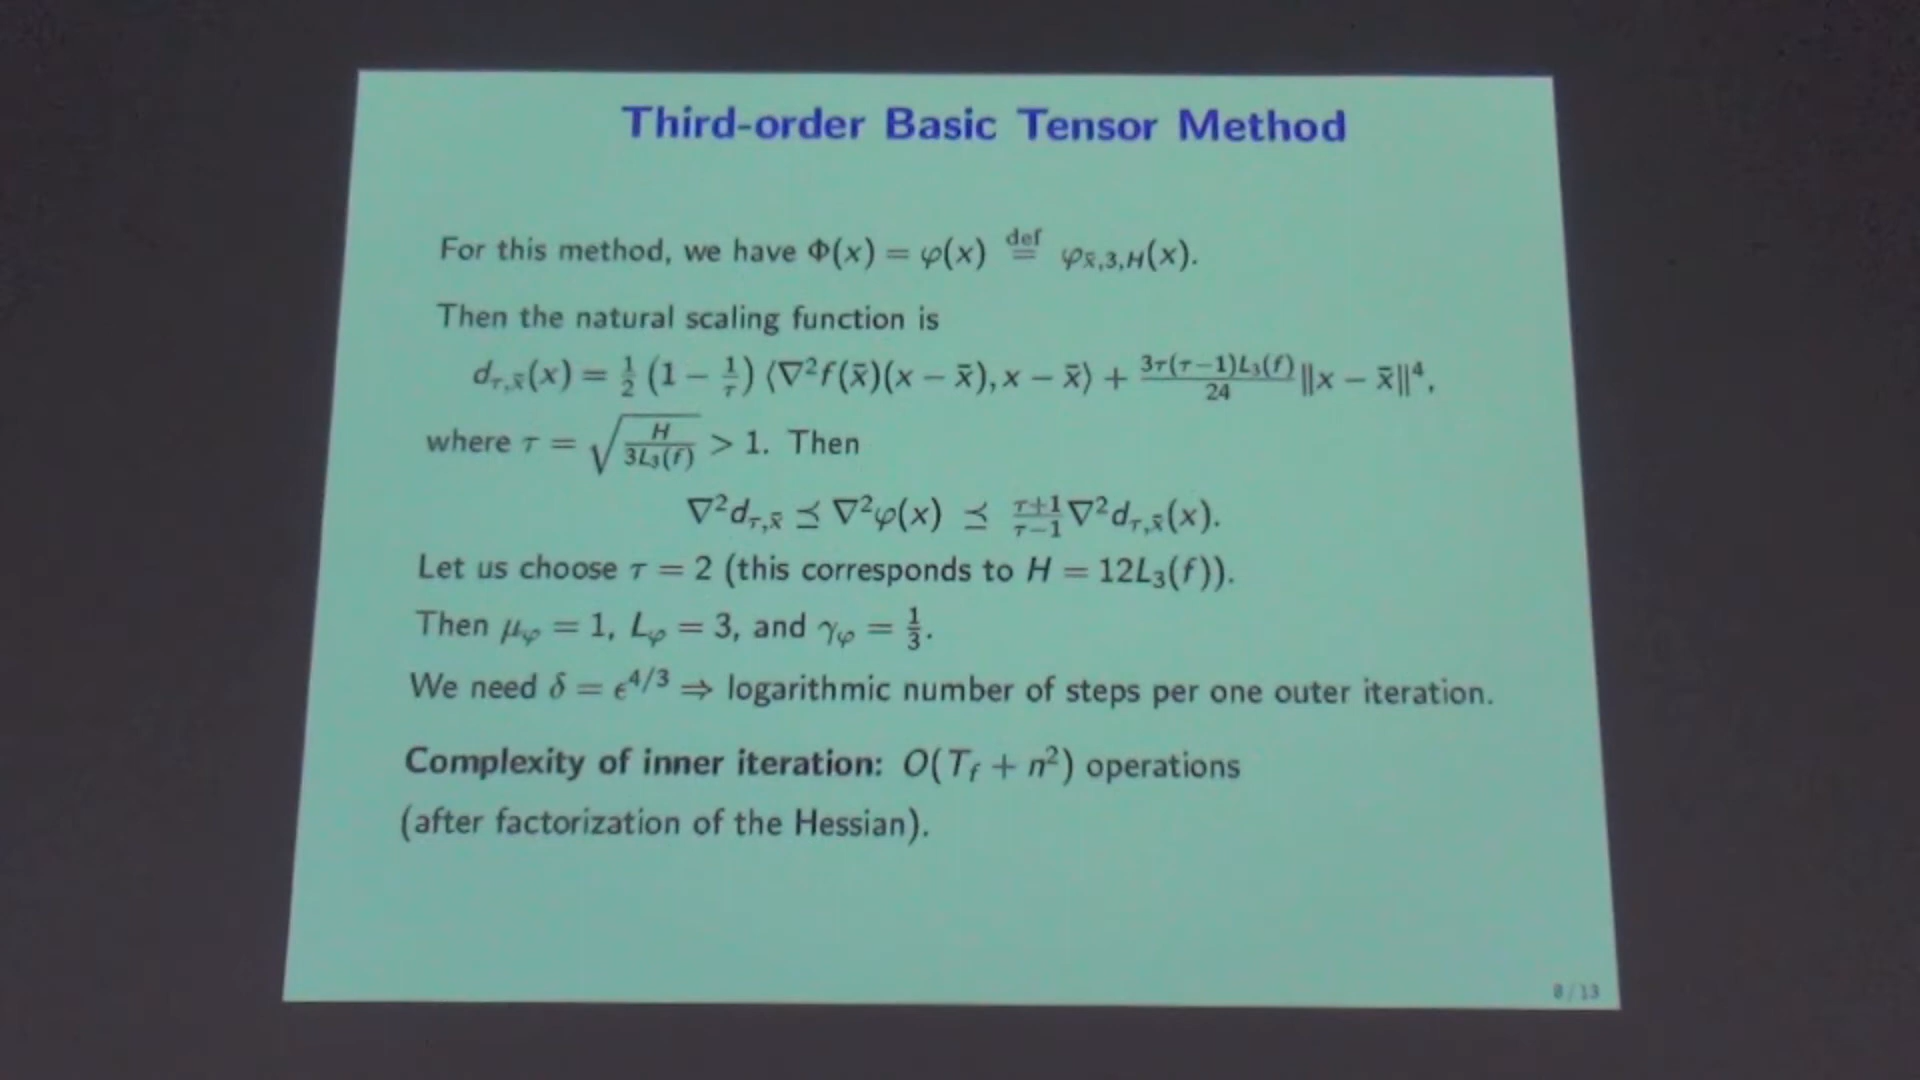 Third-order Basic Tensor Method
For this method, we have Φ(x) = φ(x) def= φ_{x̄,3,H}(x).
Then the natural scaling function is
d_{τ,x̄}(x) = 1/2 (1 − 1/τ) ⟨∇²f(x̄)(x − x̄), x − x̄⟩ + 3τ(τ−1)L₃(f)/24 ‖x − x̄‖⁴,
where τ = √(H/3L₃(f)) > 1. Then
∇²d_{τ,x̄} ⪯ ∇²φ(x) ⪯ (τ+1)/(τ−1) ∇²d_{τ,x̄}(x).
Let us choose τ = 2 (this corresponds to H = 12L₃(f)).
Then μ_φ = 1, L_φ = 3, and γ_φ = 1/3.
We need δ = ϵ^{4/3} ⇒ logarithmic number of steps per one outer iteration.
Complexity of inner iteration: O(T_f + n²) operations
(after factorization of the Hessian).
8 / 13